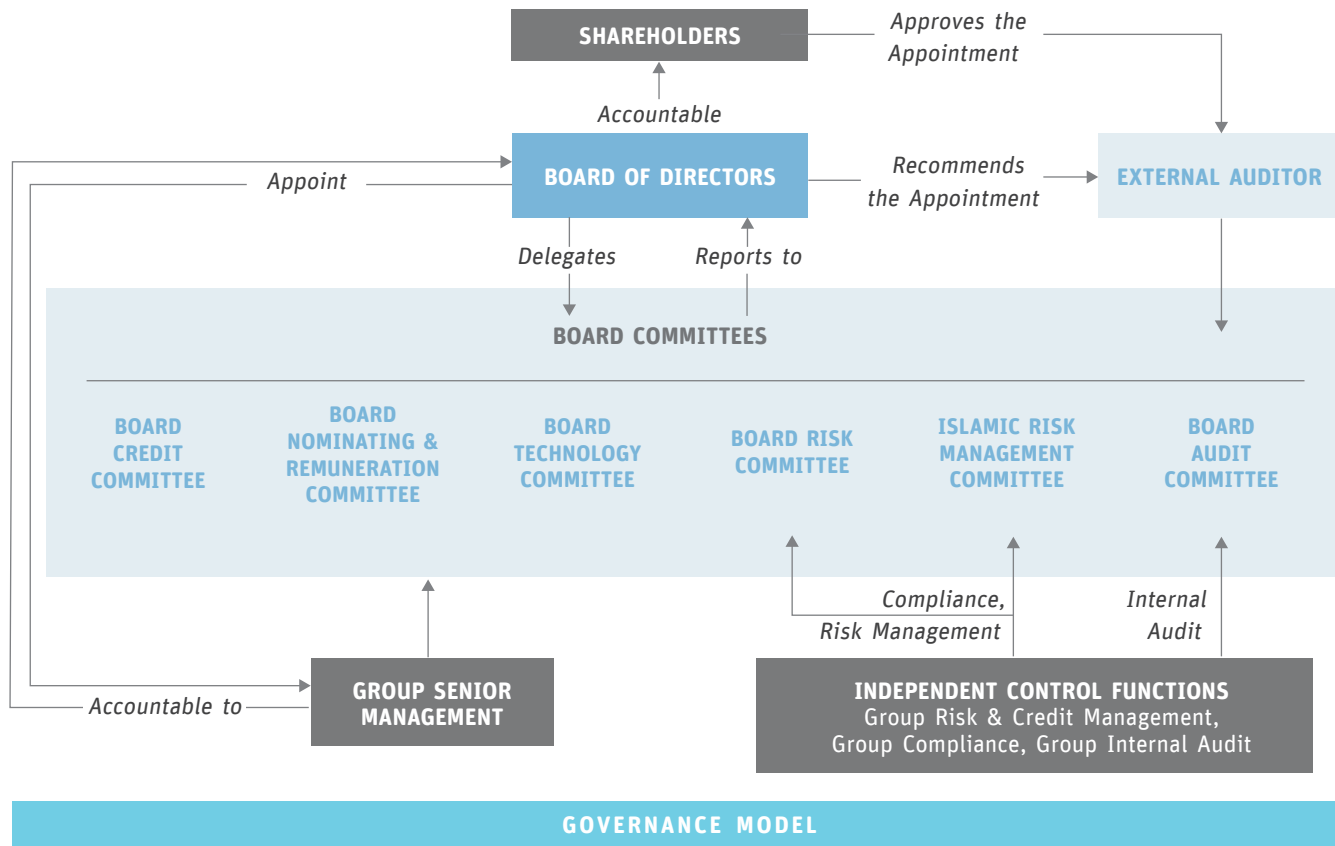 SHAREHOLDERS
Approves the
Appointment
Accountable
Appoint
BOARD OF DIRECTORS
Recommends
the Appointment
EXTERNAL AUDITOR
Delegates
Reports to
BOARD COMMITTEES
BOARD
CREDIT
COMMITTEE
BOARD
NOMINATING &
REMUNERATION
COMMITTEE
BOARD
TECHNOLOGY
COMMITTEE
BOARD RISK
COMMITTEE
ISLAMIC RISK
MANAGEMENT
COMMITTEE
BOARD
AUDIT
COMMITTEE
Compliance,
Risk Management
Internal
Audit
Accountable to
GROUP SENIOR
MANAGEMENT
INDEPENDENT CONTROL FUNCTIONS
Group Risk & Credit Management,
Group Compliance, Group Internal Audit
GOVERNANCE MODEL